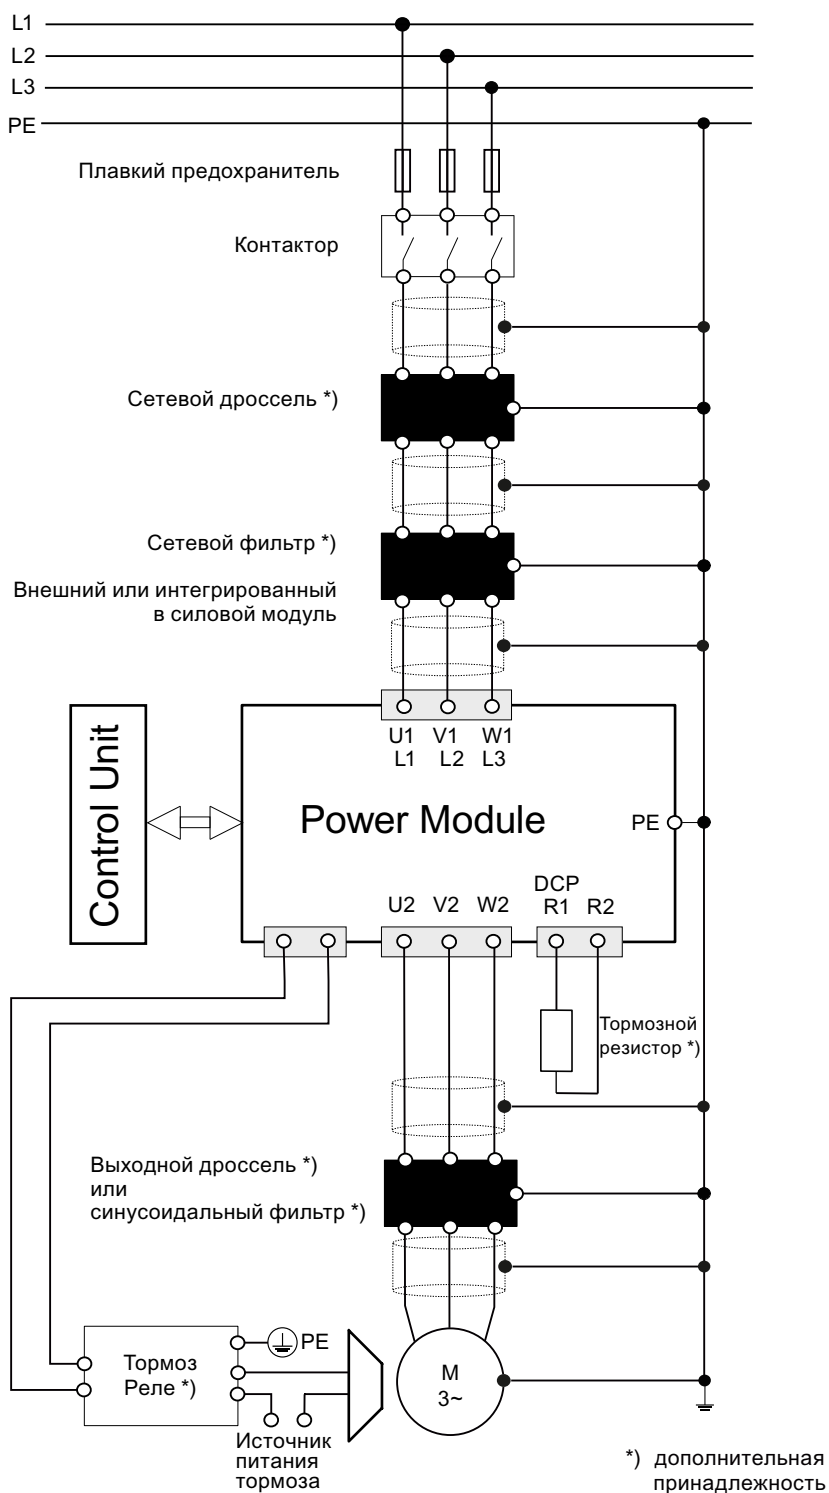 L1
L2
L3
PE
Плавкий предохранитель
Контактор
Сетевой дроссель *)
Сетевой фильтр *)
Внешний или интегрированный
в силовой модуль
U1 V1 W1
L1 L2 L3
Control Unit
Power Module
PE
DCP
U2 V2 W2 R1 R2
Тормозной
резистор *)
Выходной дроссель *)
или
синусоидальный фильтр *)
PE
Тормоз
Реле *)
M
3~
Источник
питания
тормоза
*) дополнительная
принадлежность